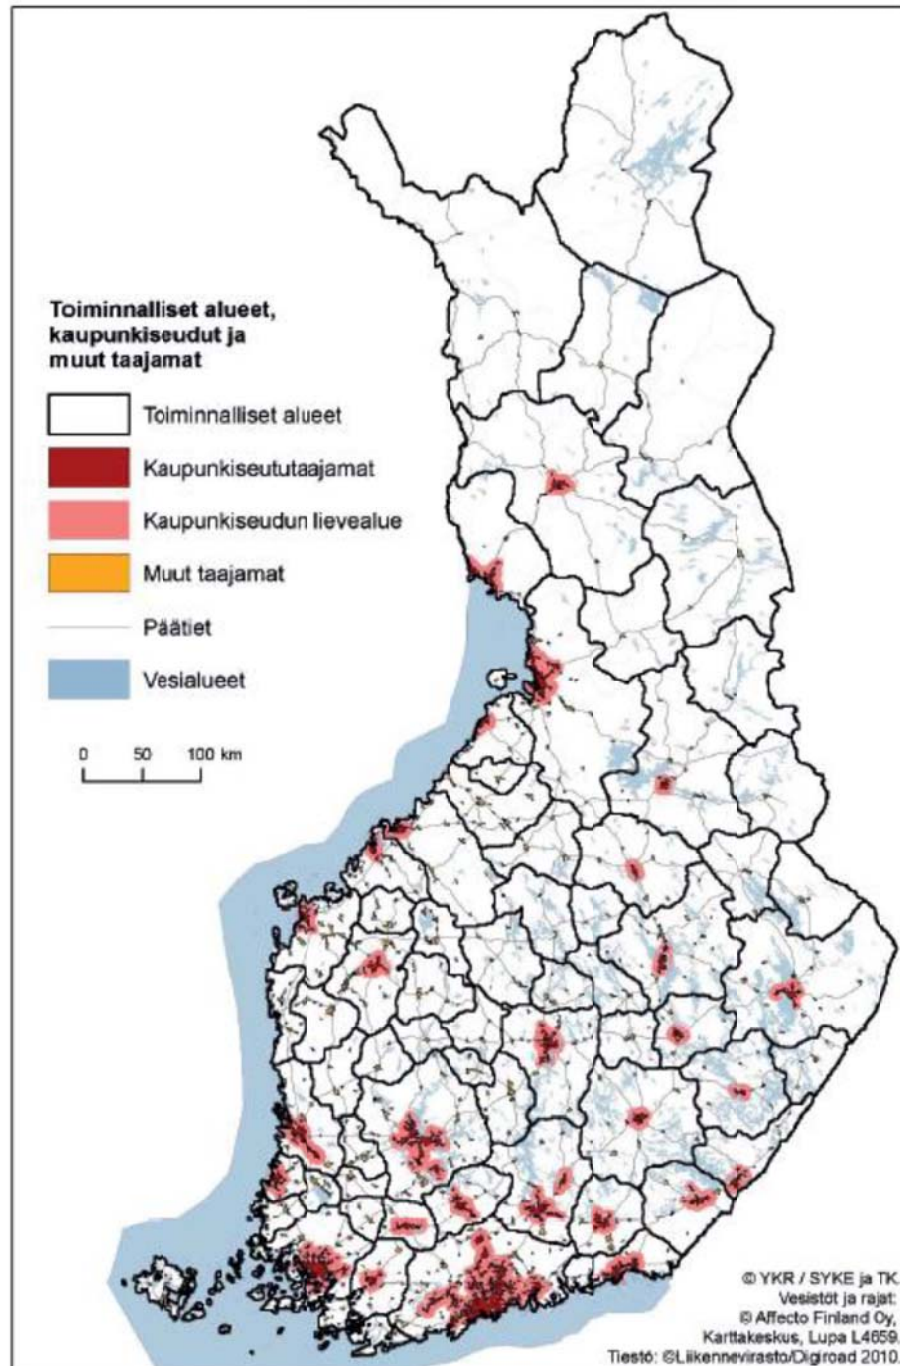 Toiminnalliset alueet,
kaupunkiseudut ja
muut taajamat
Toiminnalliset alueet
Kaupunkiseututaajamat
Kaupunkiseudun lievealue
Muut taajamat
Päätiet
Vesialueet
0 50 100 km
© YKR / SYKE ja TK.
Vesistöt ja rajat:
© Affecto Finland Oy,
Karttakeskus, Lupa L4659.
Tiestö: ©Liikennevirasto/Digiroad 2010.